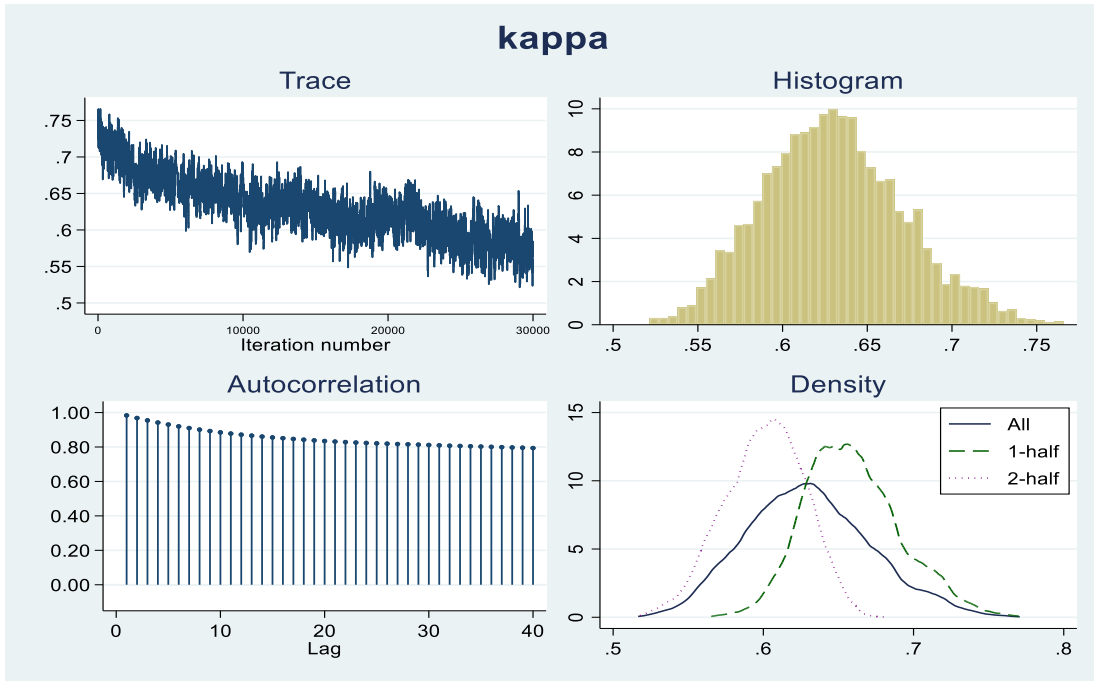 kappa
Trace
.75
.7
.65
.6
.55
.5
0 10000 20000 30000
Iteration number
Histogram
10
8
6
4
2
0
.5 .55 .6 .65 .7 .75
Autocorrelation
1.00
0.80
0.60
0.40
0.20
0.00
0 10 20 30 40
Lag
Density
15
10
5
0
.5 .6 .7 .8
All
1-half
2-half